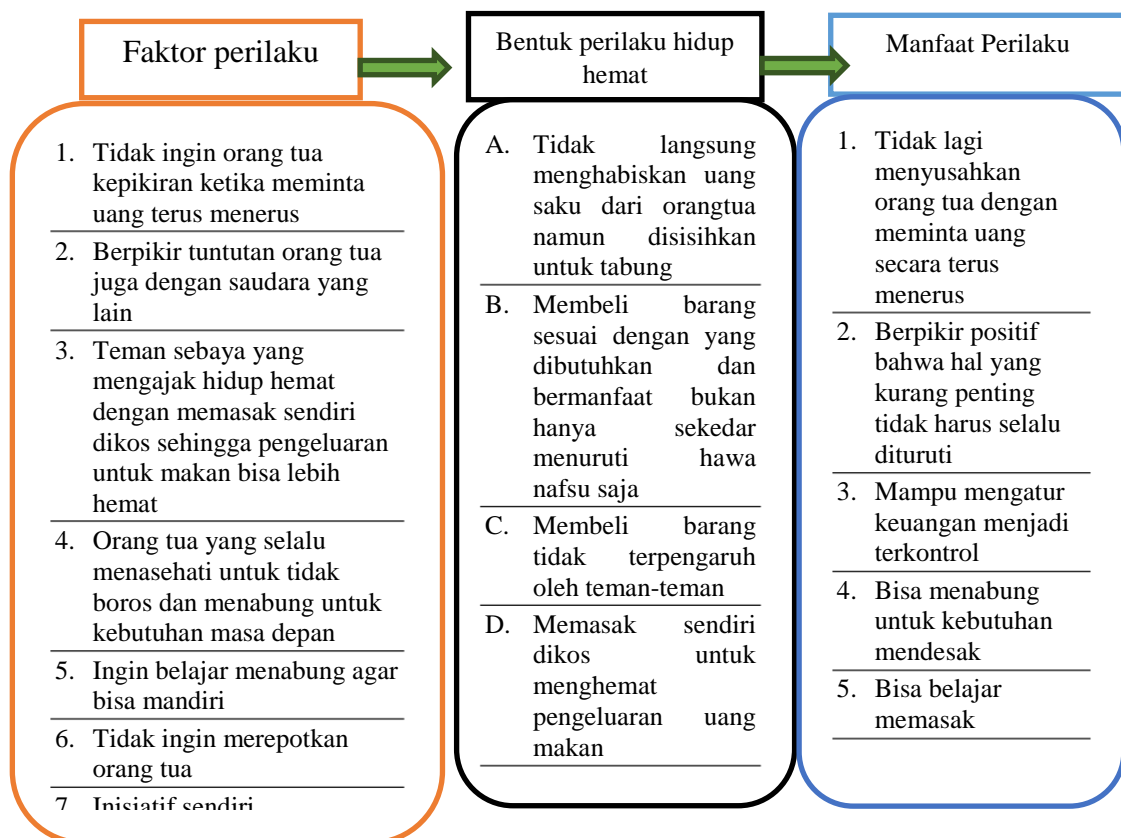 Faktor perilaku
Bentuk perilaku hidup
hemat
Manfaat Perilaku
1. Tidak ingin orang tua
kepikiran ketika meminta
uang terus menerus
2. Berpikir tuntutan orang tua
juga dengan saudara yang
lain
3. Teman sebaya yang
mengajak hidup hemat
dengan memasak sendiri
dikos sehingga pengeluaran
untuk makan bisa lebih
hemat
4. Orang tua yang selalu
menasehati untuk tidak
boros dan menabung untuk
kebutuhan masa depan
5. Ingin belajar menabung agar
bisa mandiri
6. Tidak ingin merepotkan
orang tua
7. Inisiatif sendiri
A. Tidak langsung
menghabiskan uang
saku dari orangtua
namun disisihkan
untuk tabung
B. Membeli barang
sesuai dengan yang
dibutuhkan dan
bermanfaat bukan
hanya sekedar
menuruti hawa
nafsu saja
C. Membeli barang
tidak terpengaruh
oleh teman-teman
D. Memasak sendiri
dikos untuk
menghemat
pengeluaran uang
makan
1. Tidak lagi
menyusahkan
orang tua dengan
meminta uang
secara terus
menerus
2. Berpikir positif
bahwa hal yang
kurang penting
tidak harus selalu
dituruti
3. Mampu mengatur
keuangan menjadi
terkontrol
4. Bisa menabung
untuk kebutuhan
mendesak
5. Bisa belajar
memasak